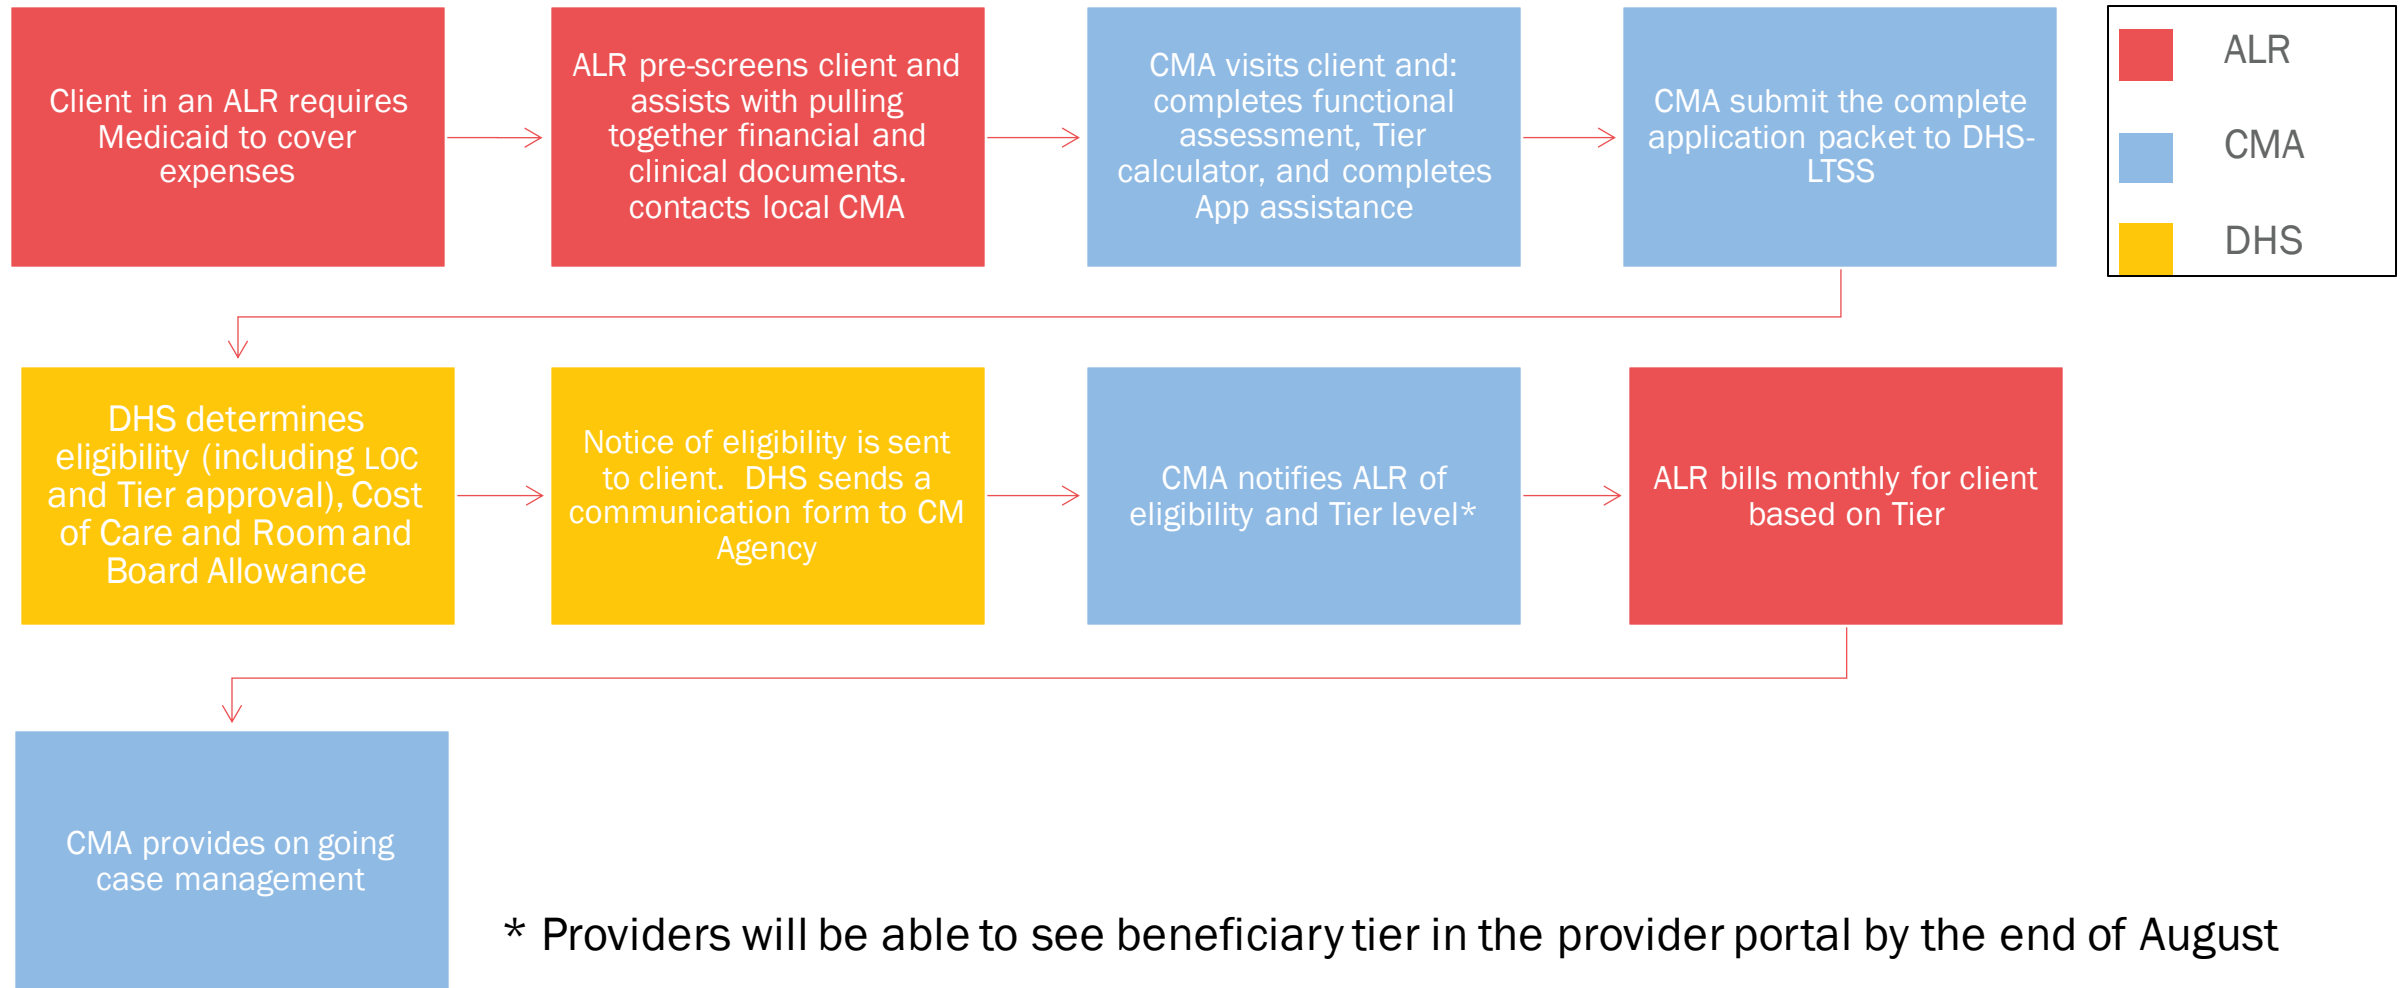 Client in an ALR requires
Medicaid to cover
expenses
ALR pre-screens client and
assists with pulling
together financial and
clinical documents.
contacts local CMA
CMA visits client and:
completes functional
assessment, Tier
calculator, and completes
App assistance
CMA submit the complete
application packet to DHS-
LTSS
ALR
CMA
DHS
DHS determines
eligibility (including LOC
and Tier approval), Cost
of Care and Room and
Board Allowance
Notice of eligibility is sent
to client. DHS sends a
communication form to CM
Agency
CMA notifies ALR of
eligibility and Tier level*
ALR bills monthly for client
based on Tier
CMA provides on going
case management
* Providers will be able to see beneficiary tier in the provider portal by the end of August